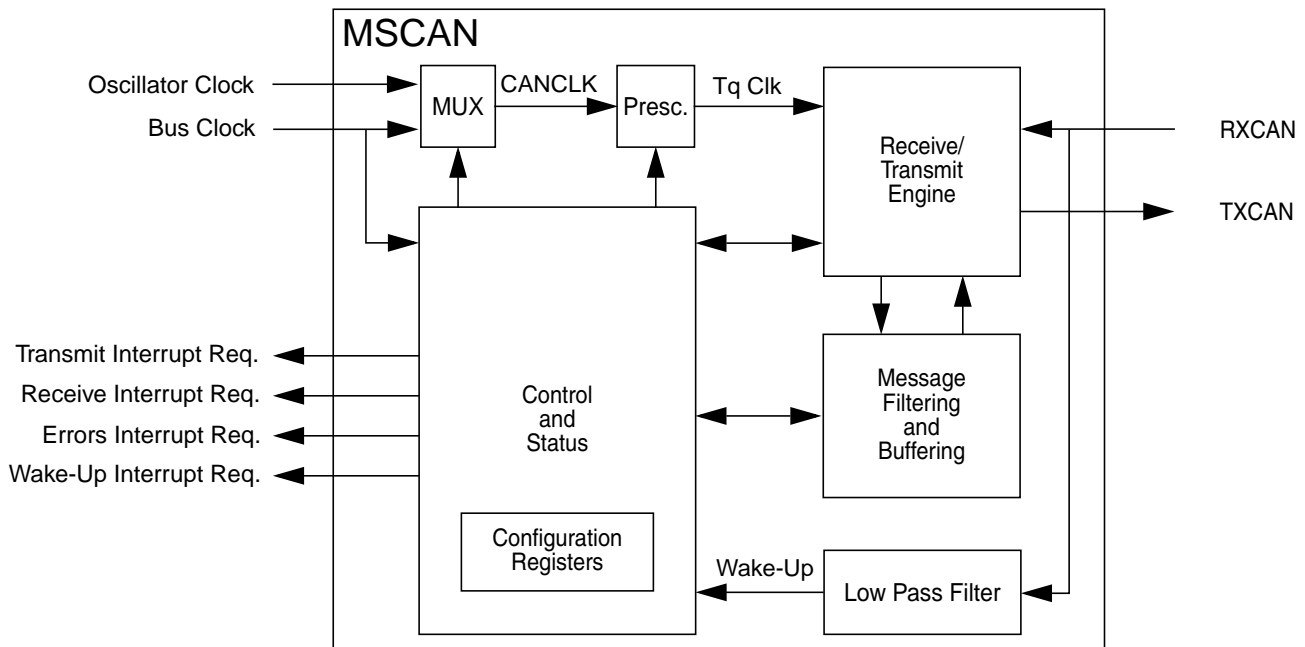 MSCAN
Oscillator Clock
Bus Clock
MUX
CANCLK
Presc.
Tq Clk
Receive/
Transmit
Engine
RXCAN
TXCAN
Transmit Interrupt Req.
Receive Interrupt Req.
Errors Interrupt Req.
Wake-Up Interrupt Req.
Control
and
Status
Message
Filtering
and
Buffering
Configuration
Registers
Wake-Up
Low Pass Filter